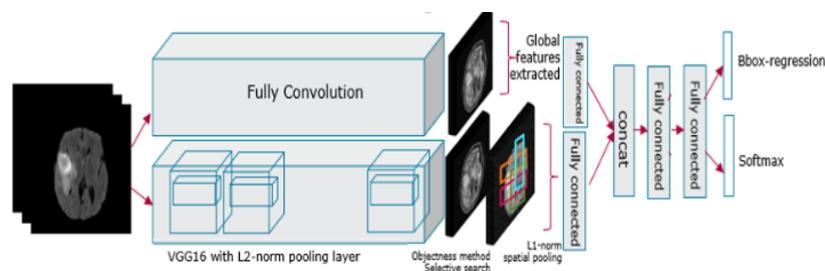 Fully Convolution
Global
features
extracted
Fully connected
Fully connected
concat
Fully connected
Fully connected
Bbox-regression
Softmax
VGG16 with L2-norm pooling layer
Objectness method
Selective search
L1-norm
spatial pooling